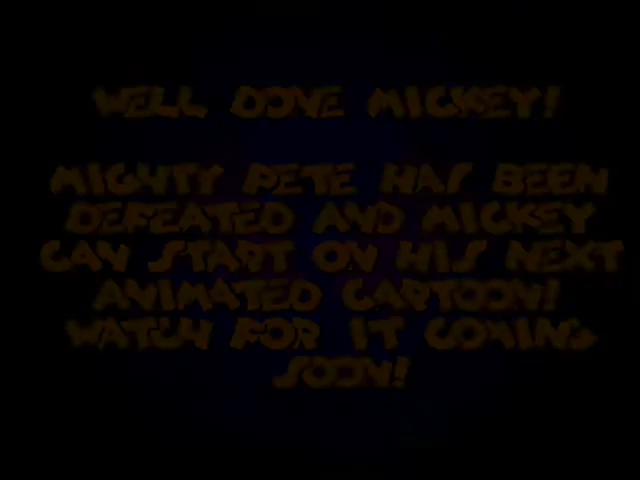 WELL DONE MICKEY!
MIGHTY PETE HAS BEEN
DEFEATED AND MICKEY
CAN START ON HIS NEXT
ANIMATED CARTOON!
WATCH FOR IT COMING
SOON!